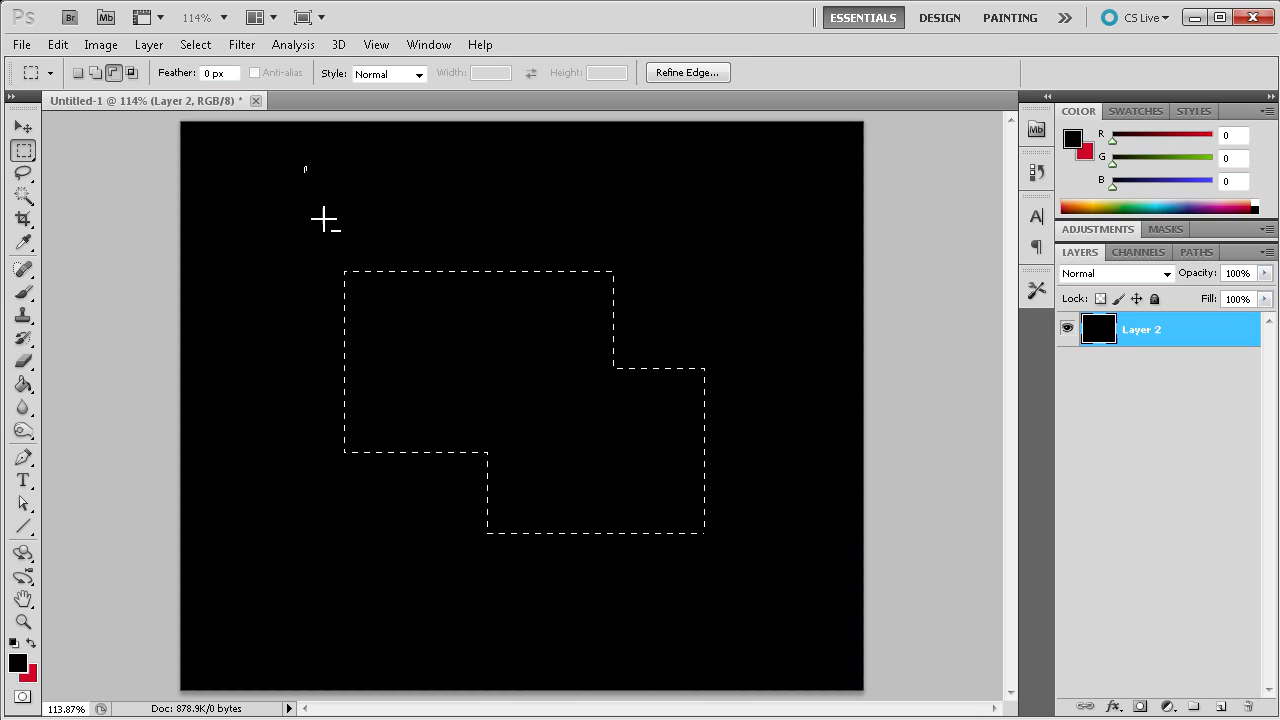 Ps Br Mb 114% ESSENTIALS DESIGN PAINTING CS Live
File Edit Image Layer Select Filter Analysis 3D View Window Help
Feather: 0 px Anti-alias Style: Normal Width: Height: Refine Edge...
Untitled-1 @ 114% (Layer 2, RGB/8) *
COLOR SWATCHES STYLES
Mb
R 0
G 0
B 0
A
ADJUSTMENTS MASKS
LAYERS CHANNELS PATHS
Normal Opacity: 100%
Lock: Fill: 100%
Layer 2
T
113.87% Doc: 878.9K/0 bytes
fx